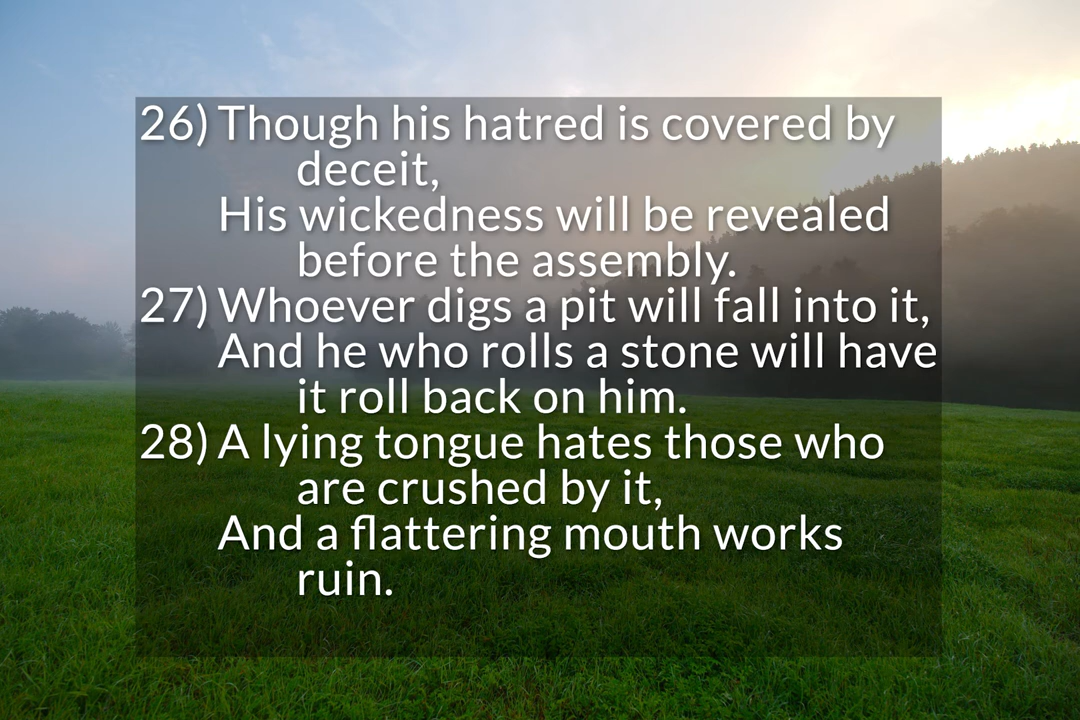 26) Though his hatred is covered by
deceit,
His wickedness will be revealed
before the assembly.
27) Whoever digs a pit will fall into it,
And he who rolls a stone will have
it roll back on him.
28) A lying tongue hates those who
are crushed by it,
And a flattering mouth works
ruin.